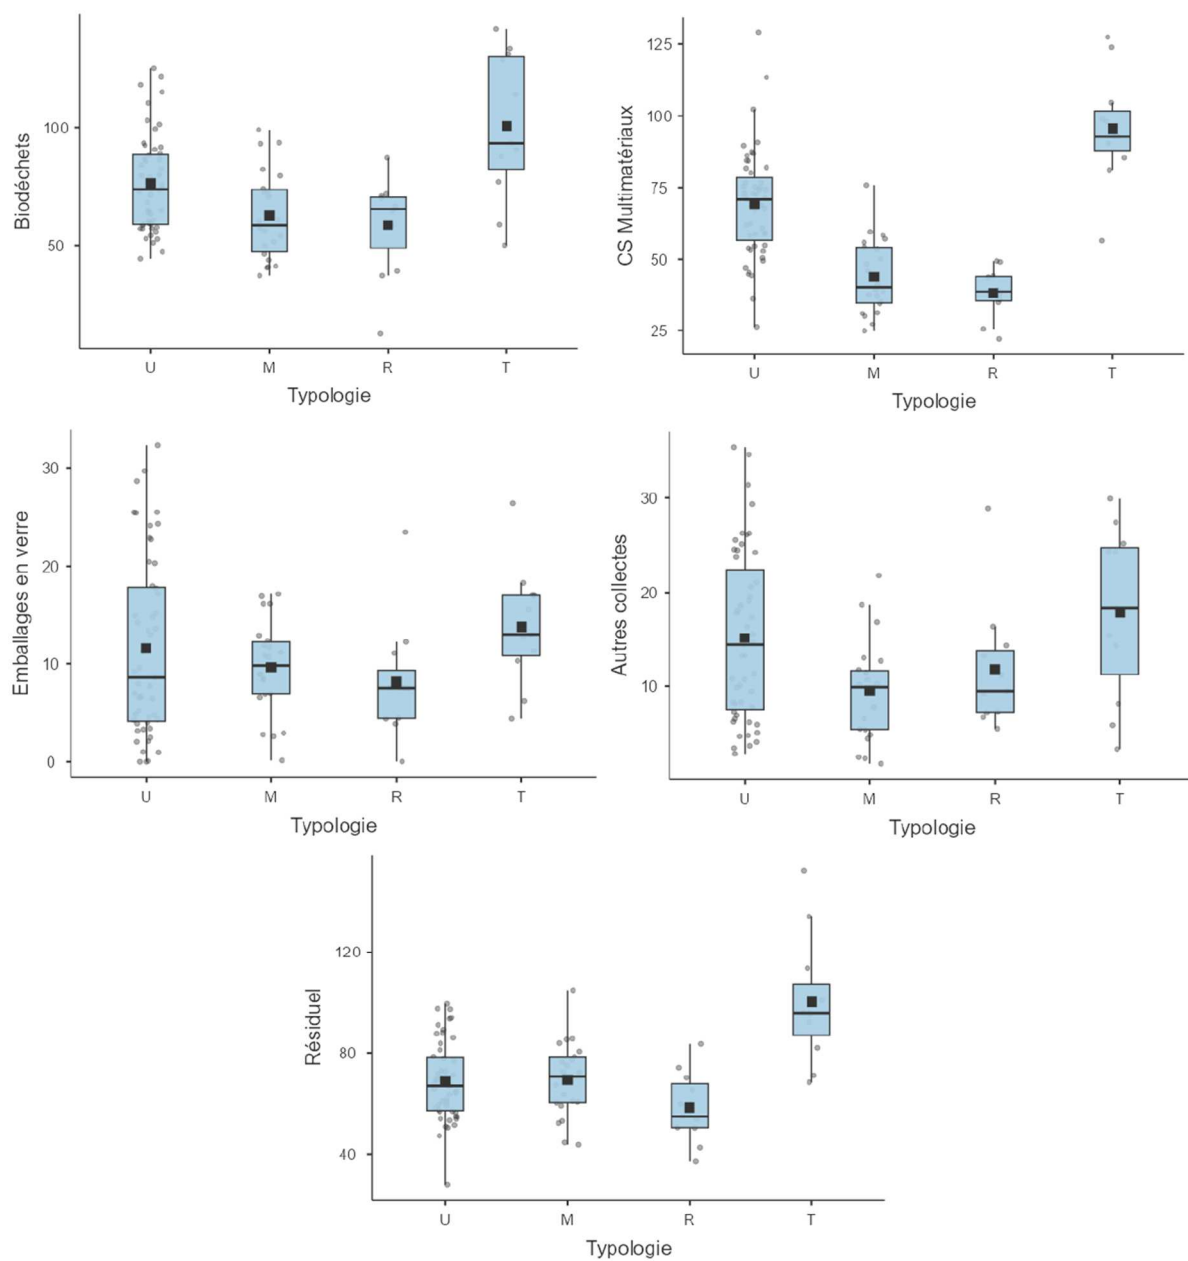 Biodéchets
100
50
U M R T
Typologie
CS Multimatériaux
125
100
75
50
25
U M R T
Typologie
Emballages en verre
30
20
10
0
U M R T
Typologie
Autres collectes
30
20
10
U M R T
Typologie
Résiduel
120
80
40
U M R T
Typologie